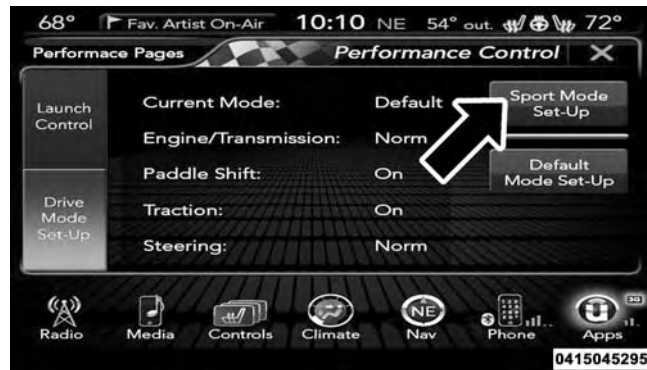 68° Fav. Artist On-Air 10:10 NE 54° out. 72°
Performace Pages Performance Control X
Launch
Control
Drive
Mode
Set-Up
Current Mode: Default
Engine/Transmission: Norm
Paddle Shift: On
Traction: On
Steering: Norm
Sport Mode
Set-Up
Default
Mode Set-Up
NE
3G
Radio Media Controls Climate Nav Phone Apps
0415045295